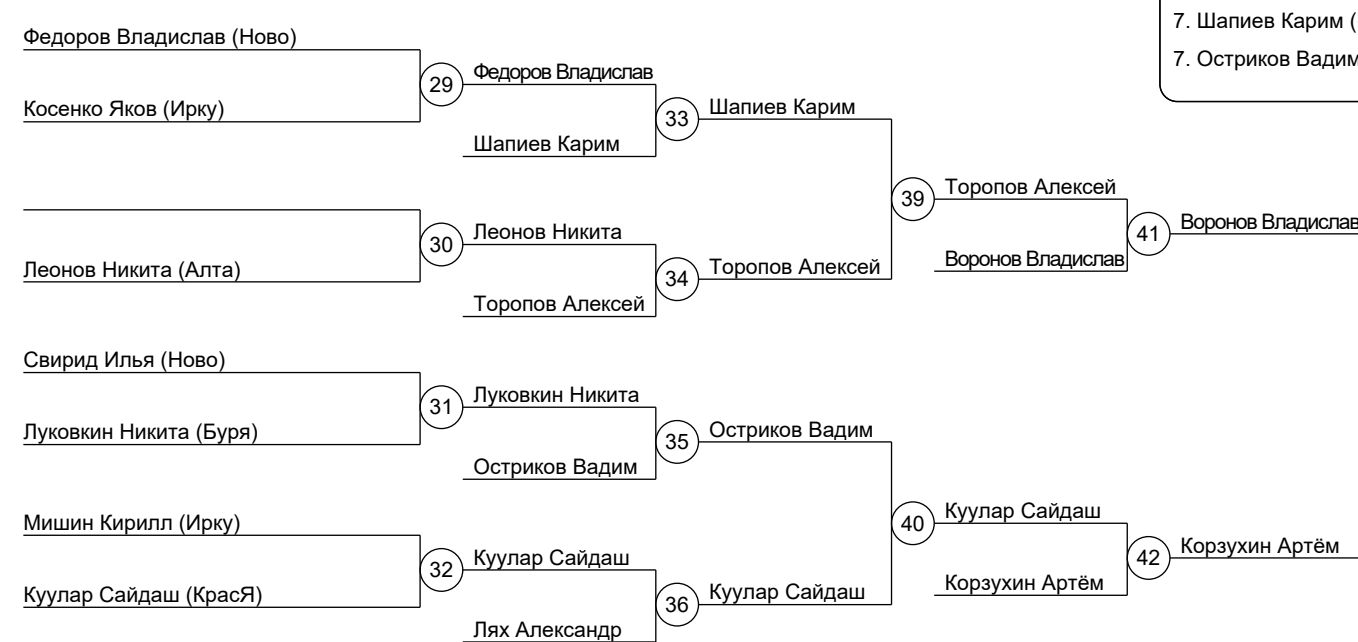 7. Шапиев Карим (
7. Остриков Вадим
Федоров Владислав (Ново)
Косенко Яков (Ирку)
29
Федоров Владислав
Шапиев Карим
33
Шапиев Карим
Леонов Никита (Алта)
30
Леонов Никита
Торопов Алексей
34
Торопов Алексей
39
Торопов Алексей
Воронов Владислав
41
Воронов Владислав
Свирид Илья (Ново)
Луковкин Никита (Буря)
31
Луковкин Никита
Остриков Вадим
35
Остриков Вадим
Мишин Кирилл (Ирку)
Куулар Сайдаш (КрасЯ)
32
Куулар Сайдаш
Лях Александр
36
Куулар Сайдаш
40
Куулар Сайдаш
Корзухин Артём
42
Корзухин Артём